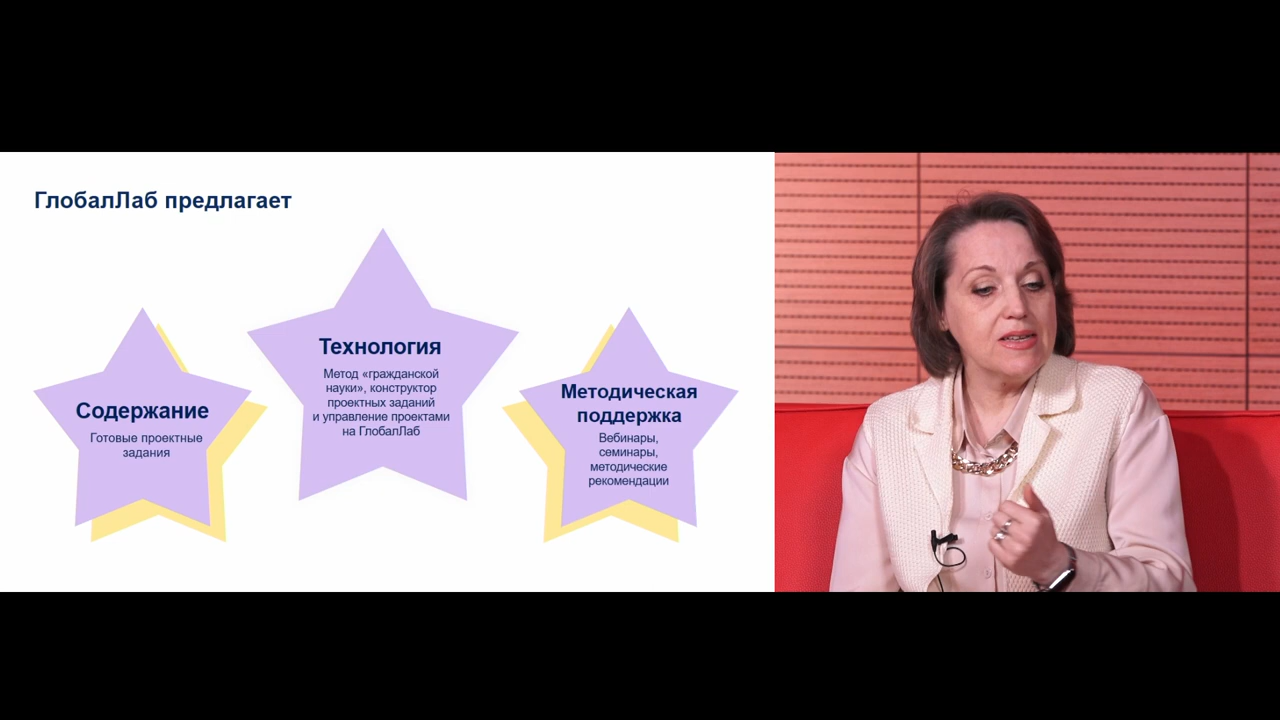 ГлобалЛаб предлагает
Содержание
Готовые проектные
задания
Технология
Метод «гражданской
науки», конструктор
проектных заданий
и управление проектами
на ГлобалЛаб
Методическая
поддержка
Вебинары,
семинары,
методические
рекомендации